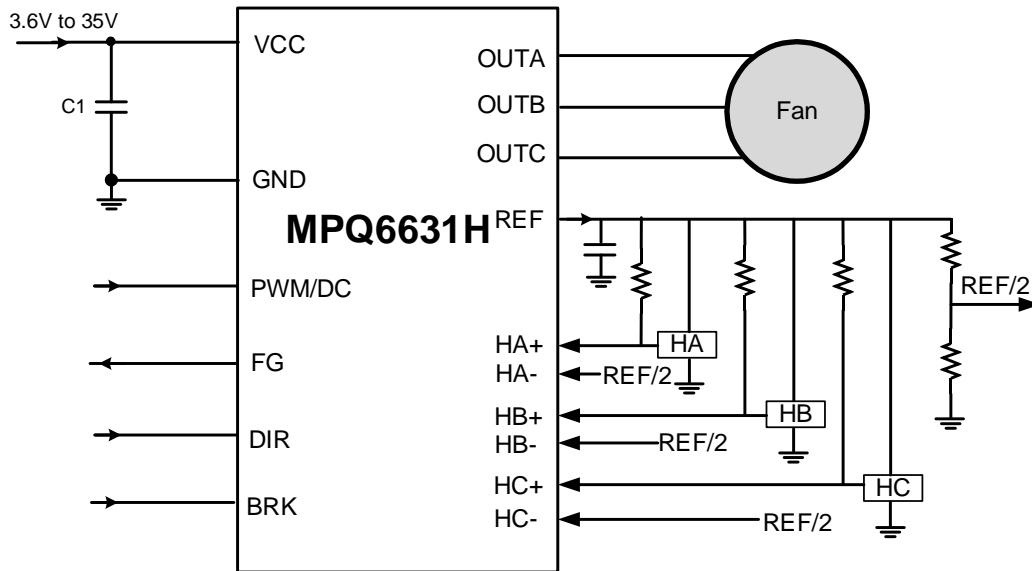 3.6V to 35V
VCC
C1
GND
MPQ6631H
PWM/DC
FG
DIR
BRK
OUTA
OUTB
OUTC
Fan
REF
REF/2
HA+
HA
HA-
REF/2
HB+
HB
HB-
REF/2
HC+
HC
HC-
REF/2